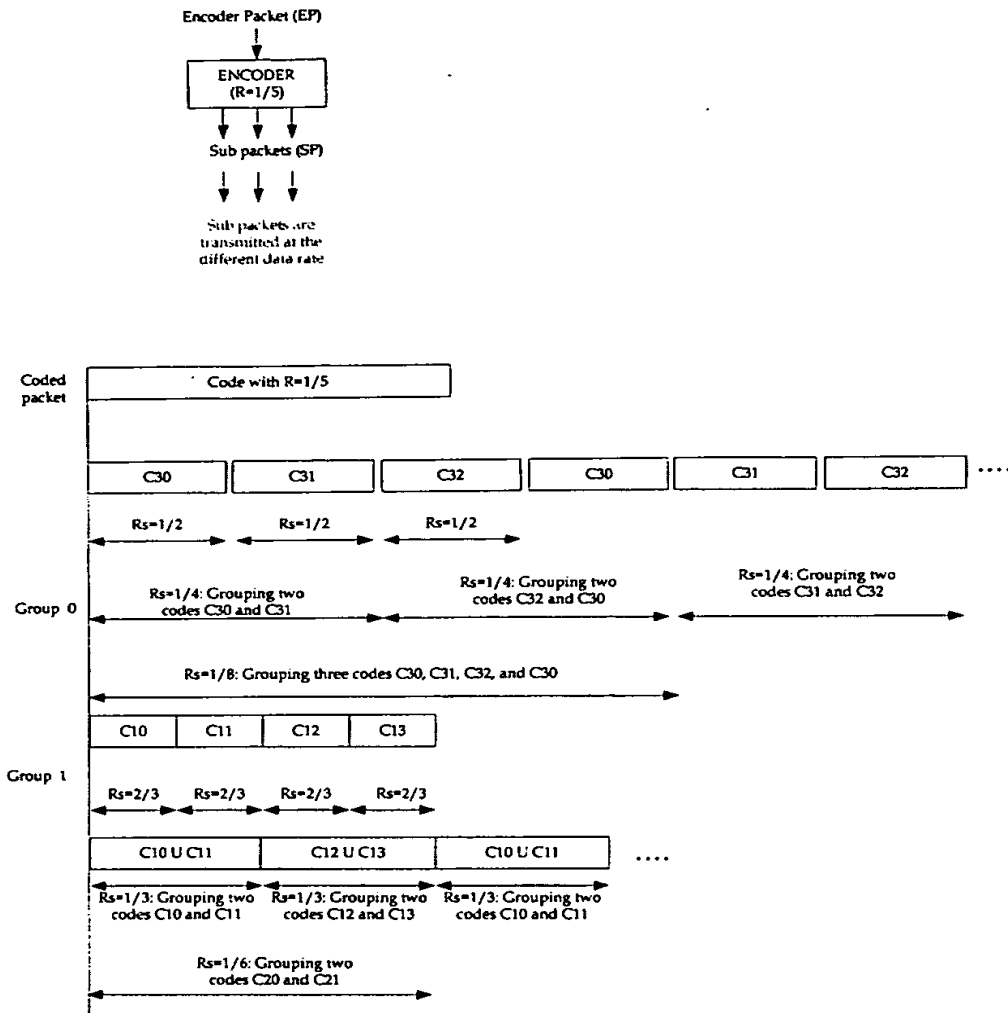 Encoder Packet (EP)
ENCODER
(R=1/5)
Sub packets (SP)
Sub packets are
transmitted at the
different data rate
Coded
packet
Code with R=1/5
C30 C31 C32 C30 C31 C32 ....
Rs=1/2 Rs=1/2 Rs=1/2
Group 0
Rs=1/4: Grouping two
codes C30 and C31
Rs=1/4: Grouping two
codes C32 and C30
Rs=1/4: Grouping two
codes C31 and C32
Rs=1/8: Grouping three codes C30, C31, C32, and C30
C10 C11 C12 C13
Group 1
Rs=2/3 Rs=2/3 Rs=2/3 Rs=2/3
C10 U C11 C12 U C13 C10 U C11 ....
Rs=1/3: Grouping two
codes C10 and C11
Rs=1/3: Grouping two
codes C12 and C13
Rs=1/3: Grouping two
codes C10 and C11
Rs=1/6: Grouping two
codes C20 and C21